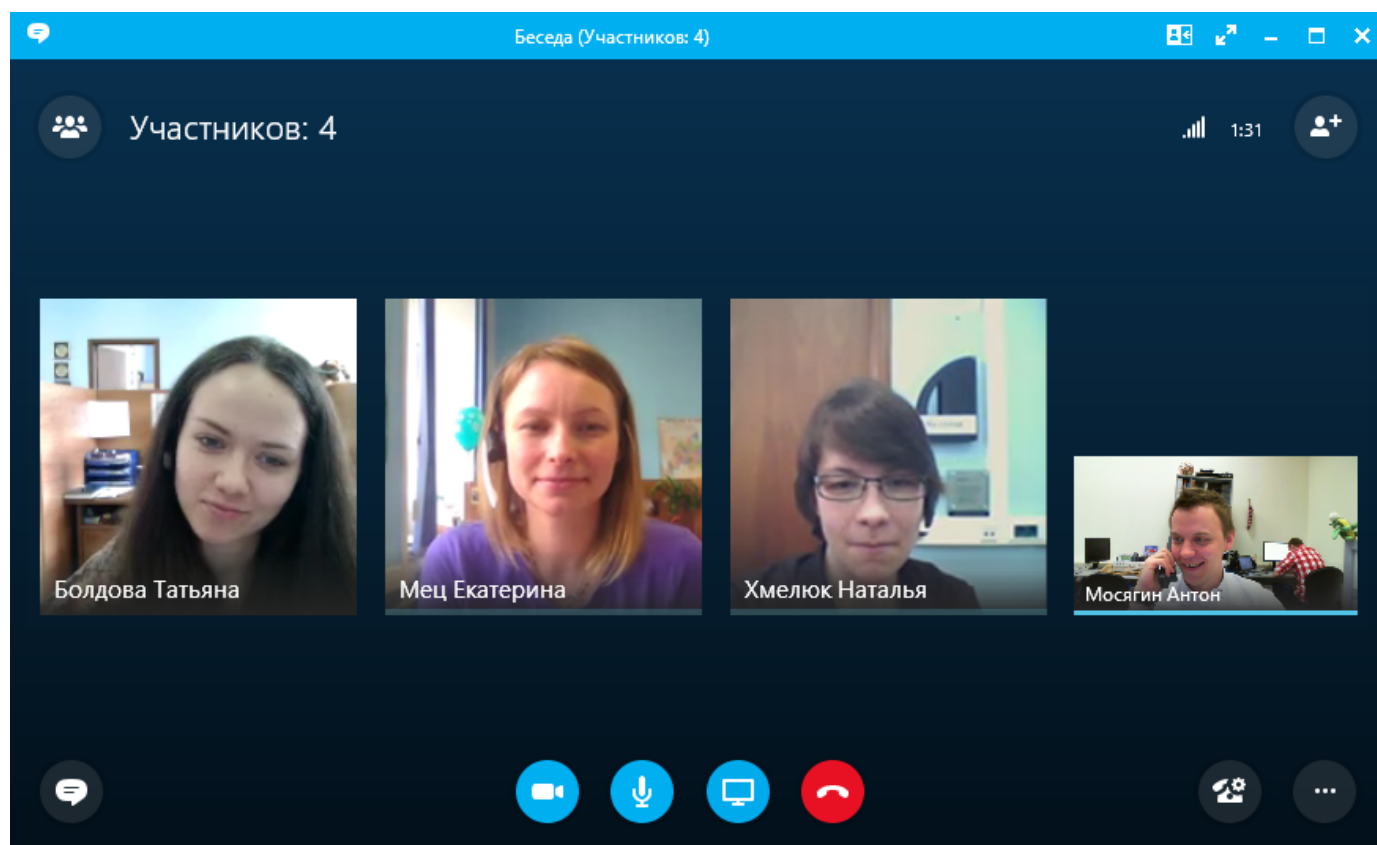 Беседа (Участников: 4)
Участников: 4
1:31
Болдова Татьяна
Мец Екатерина
Хмелюк Наталья
Мосягин Антон